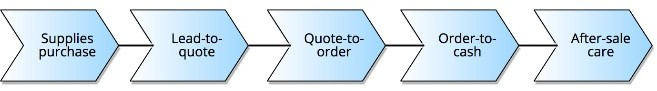 Supplies
purchase
Lead-to-
quote
Quote-to-
order
Order-to-
cash
After-sale
care